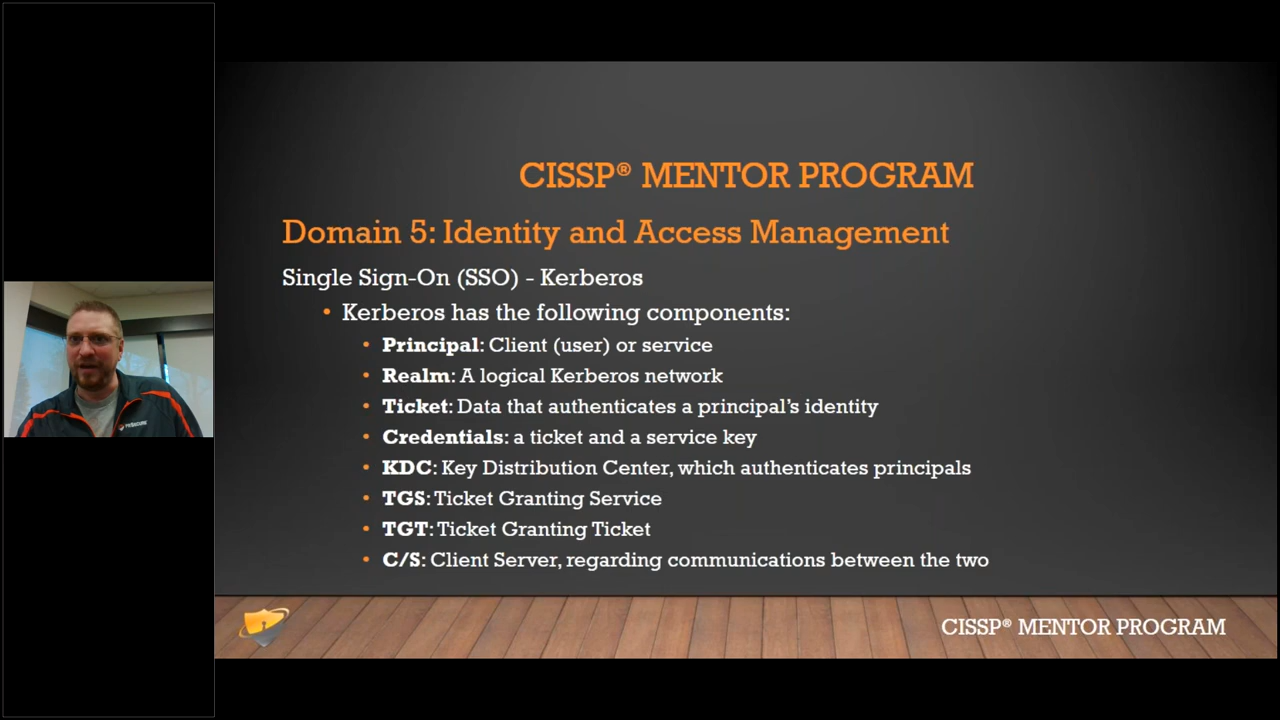 CISSP® MENTOR PROGRAM
Domain 5: Identity and Access Management
Single Sign-On (SSO) - Kerberos
• Kerberos has the following components:
• Principal: Client (user) or service
• Realm: A logical Kerberos network
• Ticket: Data that authenticates a principal's identity
• Credentials: a ticket and a service key
• KDC: Key Distribution Center, which authenticates principals
• TGS: Ticket Granting Service
• TGT: Ticket Granting Ticket
• C/S: Client Server, regarding communications between the two
CISSP® MENTOR PROGRAM